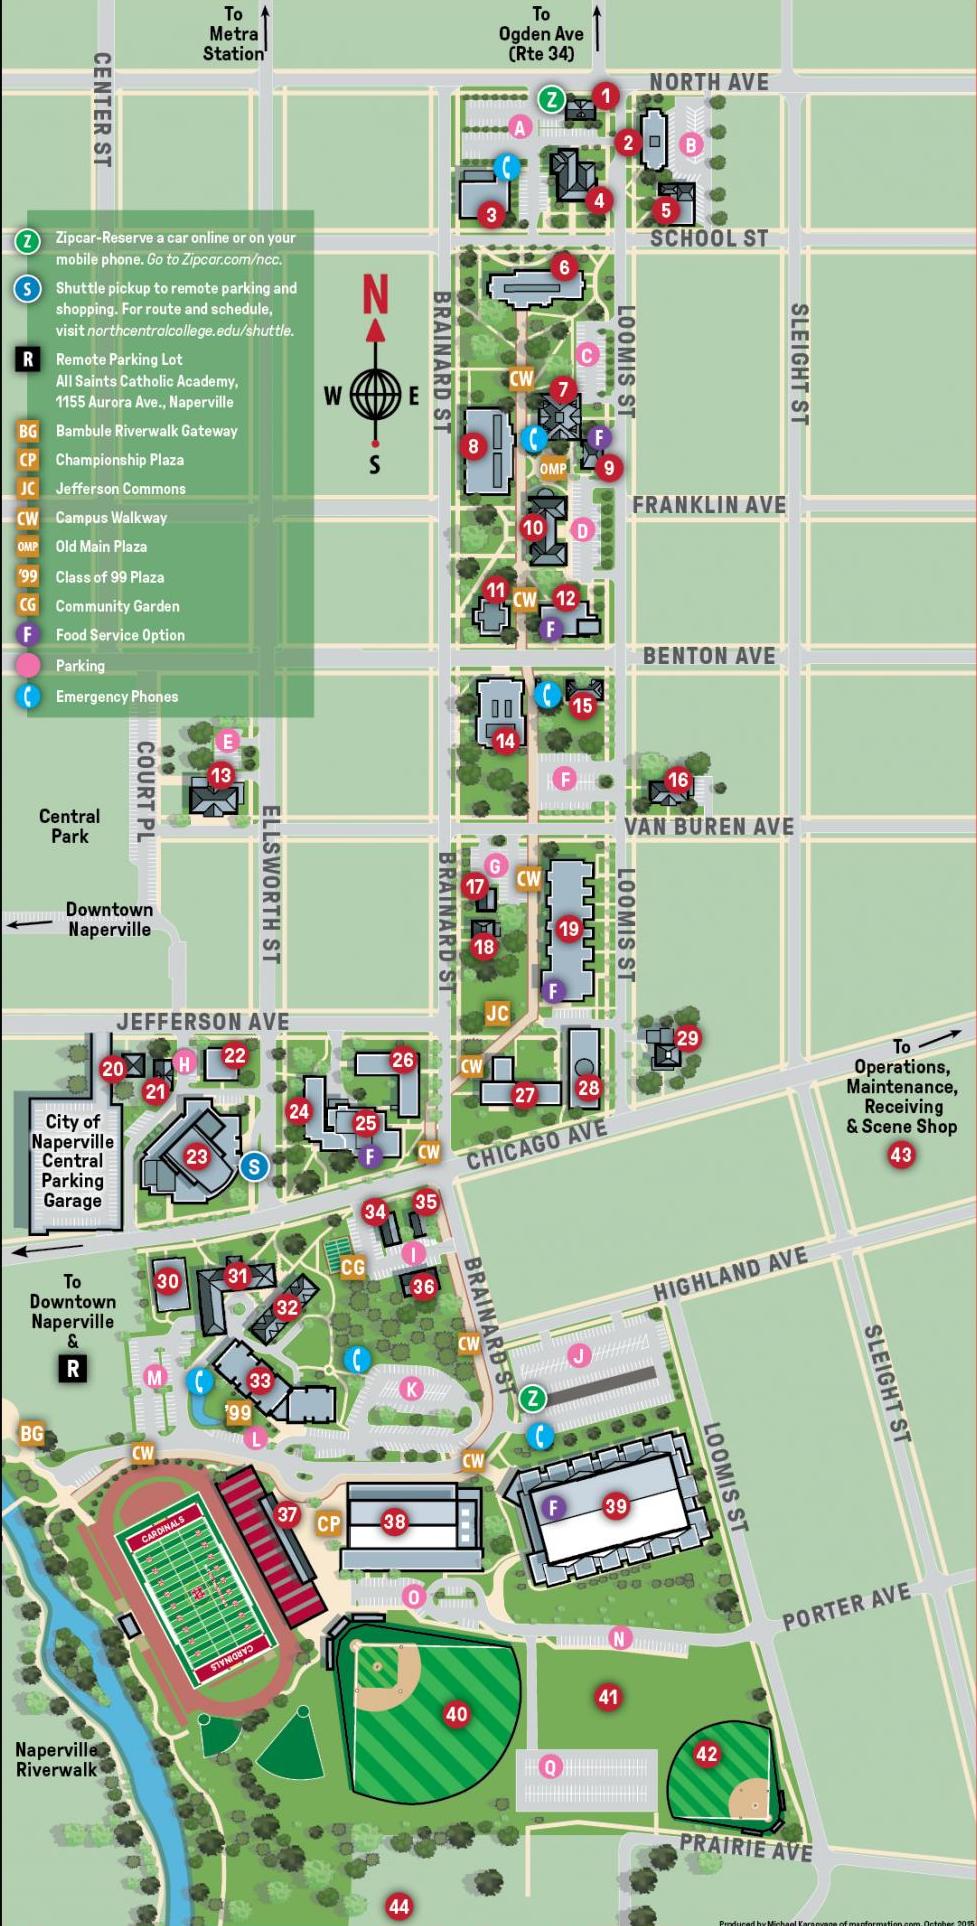 To
Metra
Station
To
Ogden Ave
(Rte 34)
CENTER ST
NORTH AVE
Z
1
A
2
B
3
4
5
SCHOOL ST
Z Zipcar-Reserve a car online or on your
mobile phone. Go to Zipcar.com/ncc.
S Shuttle pickup to remote parking and
shopping. For route and schedule,
visit northcentralcollege.edu/shuttle.
R Remote Parking Lot
All Saints Catholic Academy,
1155 Aurora Ave., Naperville
BG Bambule Riverwalk Gateway
CP Championship Plaza
JC Jefferson Commons
CW Campus Walkway
OMP Old Main Plaza
'99 Class of 99 Plaza
CG Community Garden
F Food Service Option
Parking
Emergency Phones
N
W E
S
6
BRAINARD ST
LOOMIS ST
SLEIGHT ST
C
CW
7
8
F
OMP
9
FRANKLIN AVE
10
D
11
CW
12
F
BENTON AVE
14
15
E
13
COURT PL
ELLSWORTH ST
F
16
Central
Park
VAN BUREN AVE
G
BRAINARD ST
LOOMIS ST
CW
17
18
19
Downtown
Naperville
F
JC
JEFFERSON AVE
20
21
H
22
26
CW
27
28
29
24
25
F
23
S
CW
CHICAGO AVE
City of
Naperville
Central
Parking
Garage
To
Operations,
Maintenance,
Receiving
& Scene Shop
43
34
35
I
CG
36
30
31
32
To
Downtown
Naperville
&
R
BRAINARD ST
HIGHLAND AVE
CW
J
M
33
K
Z
'99
L
BG
CW
CW
LOOMIS ST
SLEIGHT ST
CARDINALS
37
CP
38
F
39
CARDINALS
O
N
PORTER AVE
40
41
42
Q
Naperville
Riverwalk
PRAIRIE AVE
44
Produced by Michael Karpovage of mapformation.com, October, 2015